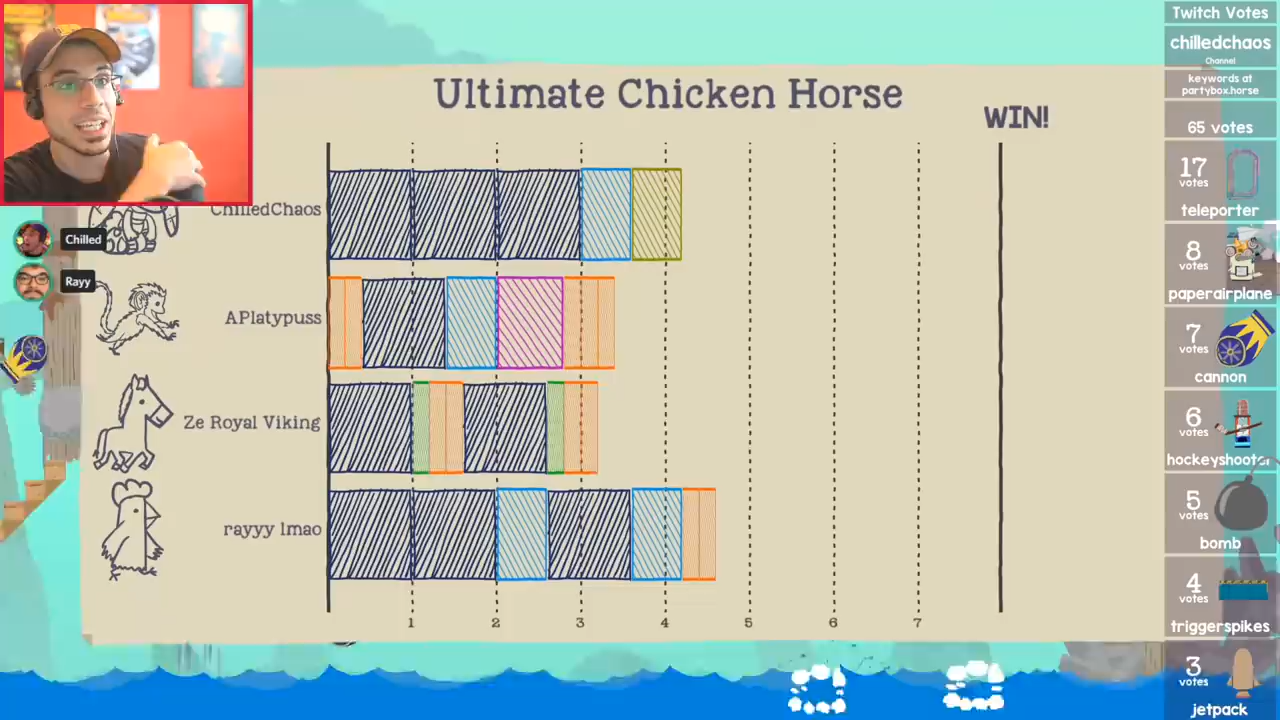 Ultimate Chicken Horse
WIN!
ChilledChaos
APlatypuss
Ze Royal Viking
rayyy lmao
1 2 3 4 5 6 7
Chilled
Rayy
Twitch Votes
chilledchaos
Channel
keywords at
partybox.horse
65 votes
17
votes
teleporter
8
votes
paperairplane
7
votes
cannon
6
votes
hockeyshooter
5
votes
bomb
4
votes
triggerspikes
3
votes
jetpack